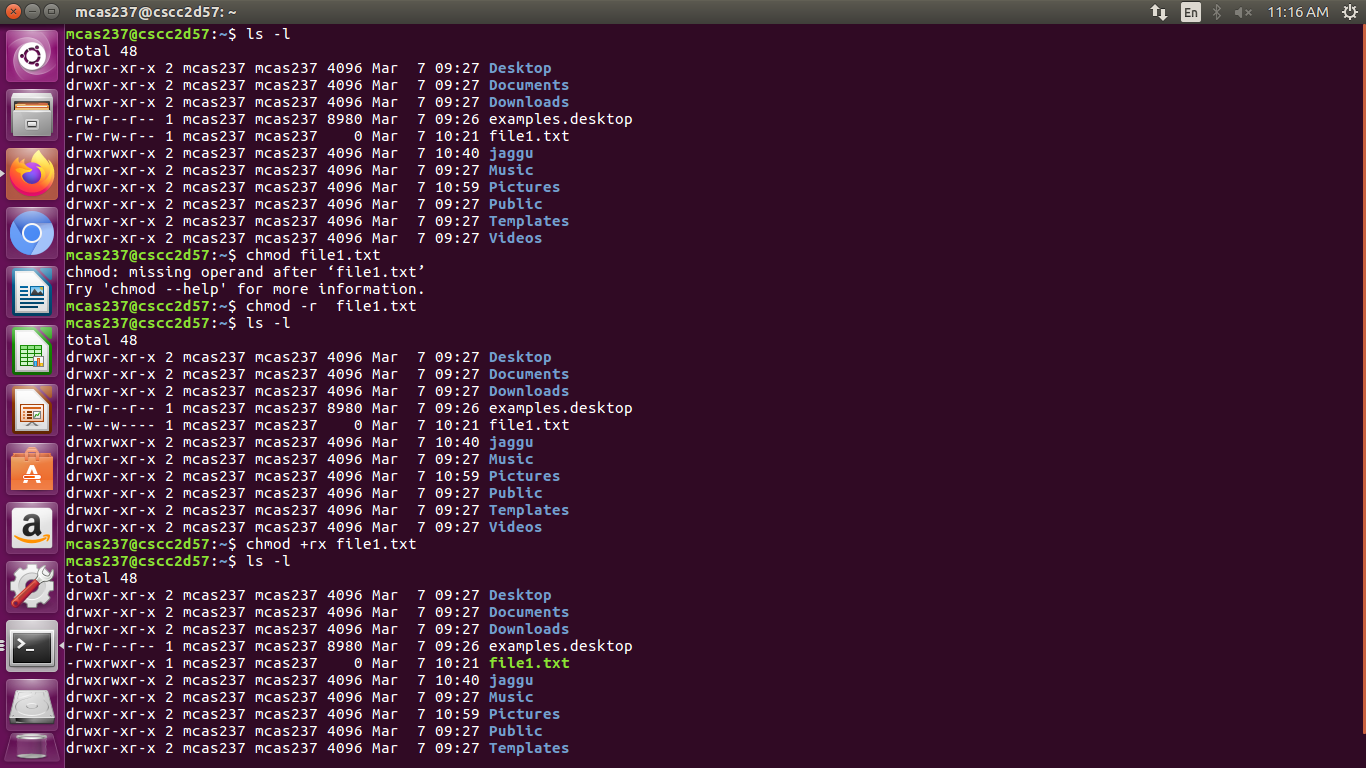 mcas237@cscc2d57: ~
En
11:16 AM
mcas237@cscc2d57:~$ ls -l
total 48
drwxr-xr-x 2 mcas237 mcas237 4096 Mar  7 09:27 Desktop
drwxr-xr-x 2 mcas237 mcas237 4096 Mar  7 09:27 Documents
drwxr-xr-x 2 mcas237 mcas237 4096 Mar  7 09:27 Downloads
-rw-r--r-- 1 mcas237 mcas237 8980 Mar  7 09:26 examples.desktop
-rw-rw-r-- 1 mcas237 mcas237    0 Mar  7 10:21 file1.txt
drwxrwxr-x 2 mcas237 mcas237 4096 Mar  7 10:40 jaggu
drwxr-xr-x 2 mcas237 mcas237 4096 Mar  7 09:27 Music
drwxr-xr-x 2 mcas237 mcas237 4096 Mar  7 10:59 Pictures
drwxr-xr-x 2 mcas237 mcas237 4096 Mar  7 09:27 Public
drwxr-xr-x 2 mcas237 mcas237 4096 Mar  7 09:27 Templates
drwxr-xr-x 2 mcas237 mcas237 4096 Mar  7 09:27 Videos
mcas237@cscc2d57:~$ chmod file1.txt
chmod: missing operand after ‘file1.txt’
Try 'chmod --help' for more information.
mcas237@cscc2d57:~$ chmod -r  file1.txt
mcas237@cscc2d57:~$ ls -l
total 48
drwxr-xr-x 2 mcas237 mcas237 4096 Mar  7 09:27 Desktop
drwxr-xr-x 2 mcas237 mcas237 4096 Mar  7 09:27 Documents
drwxr-xr-x 2 mcas237 mcas237 4096 Mar  7 09:27 Downloads
-rw-r--r-- 1 mcas237 mcas237 8980 Mar  7 09:26 examples.desktop
--w--w---- 1 mcas237 mcas237    0 Mar  7 10:21 file1.txt
drwxrwxr-x 2 mcas237 mcas237 4096 Mar  7 10:40 jaggu
drwxr-xr-x 2 mcas237 mcas237 4096 Mar  7 09:27 Music
drwxr-xr-x 2 mcas237 mcas237 4096 Mar  7 10:59 Pictures
drwxr-xr-x 2 mcas237 mcas237 4096 Mar  7 09:27 Public
drwxr-xr-x 2 mcas237 mcas237 4096 Mar  7 09:27 Templates
drwxr-xr-x 2 mcas237 mcas237 4096 Mar  7 09:27 Videos
mcas237@cscc2d57:~$ chmod +rx file1.txt
mcas237@cscc2d57:~$ ls -l
total 48
drwxr-xr-x 2 mcas237 mcas237 4096 Mar  7 09:27 Desktop
drwxr-xr-x 2 mcas237 mcas237 4096 Mar  7 09:27 Documents
drwxr-xr-x 2 mcas237 mcas237 4096 Mar  7 09:27 Downloads
-rw-r--r-- 1 mcas237 mcas237 8980 Mar  7 09:26 examples.desktop
-rwxrwxr-x 1 mcas237 mcas237    0 Mar  7 10:21 file1.txt
drwxrwxr-x 2 mcas237 mcas237 4096 Mar  7 10:40 jaggu
drwxr-xr-x 2 mcas237 mcas237 4096 Mar  7 09:27 Music
drwxr-xr-x 2 mcas237 mcas237 4096 Mar  7 10:59 Pictures
drwxr-xr-x 2 mcas237 mcas237 4096 Mar  7 09:27 Public
drwxr-xr-x 2 mcas237 mcas237 4096 Mar  7 09:27 Templates